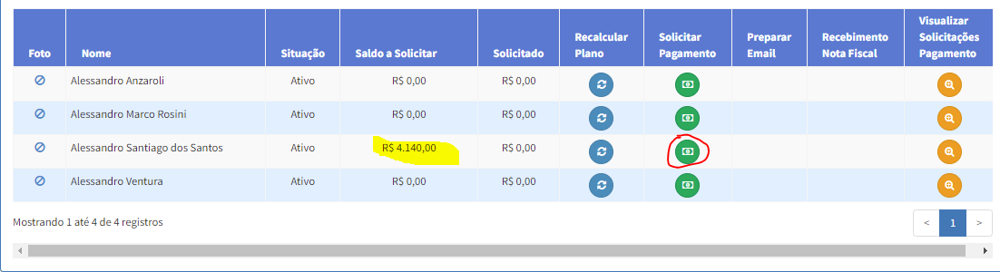 Foto Nome Situação Saldo a Solicitar Solicitado Recalcular Plano Solicitar Pagamento Preparar Email Recebimento Nota Fiscal Visualizar Solicitações Pagamento
Alessandro Anzaroli Ativo R$ 0,00 R$ 0,00
Alessandro Marco Rosini Ativo R$ 0,00 R$ 0,00
Alessandro Santiago dos Santos Ativo R$ 4.140,00 R$ 0,00
Alessandro Ventura Ativo R$ 0,00 R$ 0,00
Mostrando 1 até 4 de 4 registros < 1 >